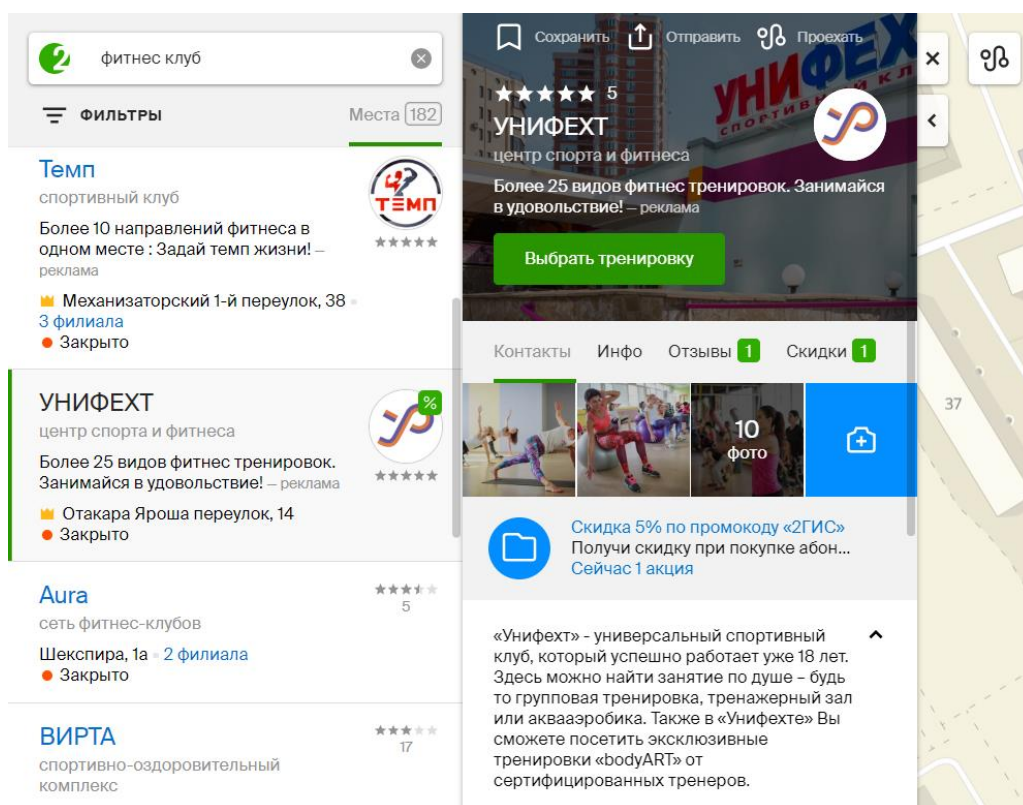 фитнес клуб
ФИЛЬТРЫ
Места 182
Темп
спортивный клуб
ТЕМП
Более 10 направлений фитнеса в
одном месте : Задай темп жизни! –
реклама
Механизаторский 1-й переулок, 38
3 филиала
Закрыто
УНИФЕХТ
%
центр спорта и фитнеса
Более 25 видов фитнес тренировок.
Занимайся в удовольствие! – реклама
Отакара Яроша переулок, 14
Закрыто
Aura
5
сеть фитнес-клубов
Шекспира, 1а 2 филиала
Закрыто
ВИРТА
17
спортивно-оздоровительный
комплекс
Сохранить Отправить Проехать
УНИФЕХ
СПОРТИВНЫЙ КЛ
5
УНИФЕХТ
центр спорта и фитнеса
Более 25 видов фитнес тренировок. Занимайся
в удовольствие! – реклама
Выбрать тренировку
Контакты Инфо Отзывы 1 Скидки 1
10
фото
Скидка 5% по промокоду «2ГИС»
Получи скидку при покупке абон...
Сейчас 1 акция
«Унифехт» - универсальный спортивный
клуб, который успешно работает уже 18 лет.
Здесь можно найти занятие по душе – будь
то групповая тренировка, тренажерный зал
или аквааэробика. Также в «Унифехте» Вы
сможете посетить эксклюзивные
тренировки «bodyART» от
сертифицированных тренеров.
37